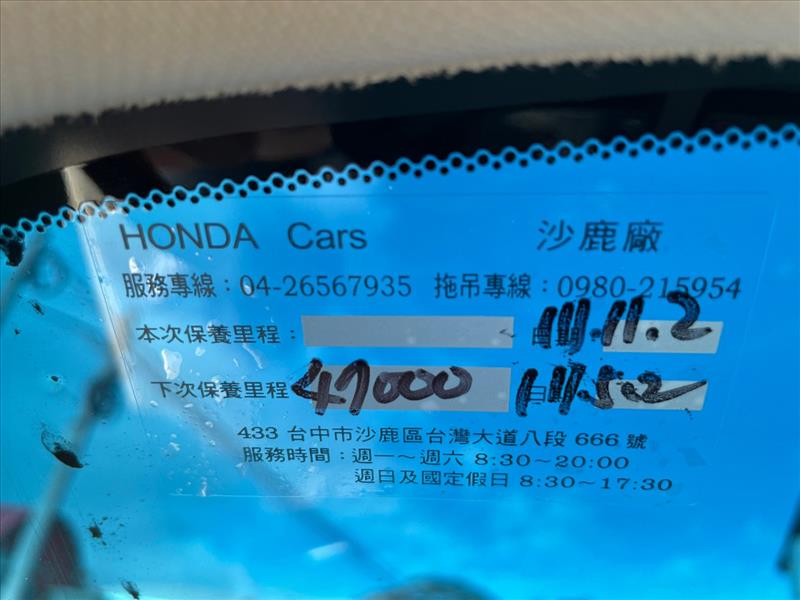 HONDA Cars 沙鹿廠
服務專線：04-26567935 拖吊專線：0980-215954
本次保養里程： 日期 111.11.2
下次保養里程 47000 日
433 台中市沙鹿區台灣大道八段 666 號
服務時間：週一～週六 8:30～20:00
週日及國定假日 8:30～17:30